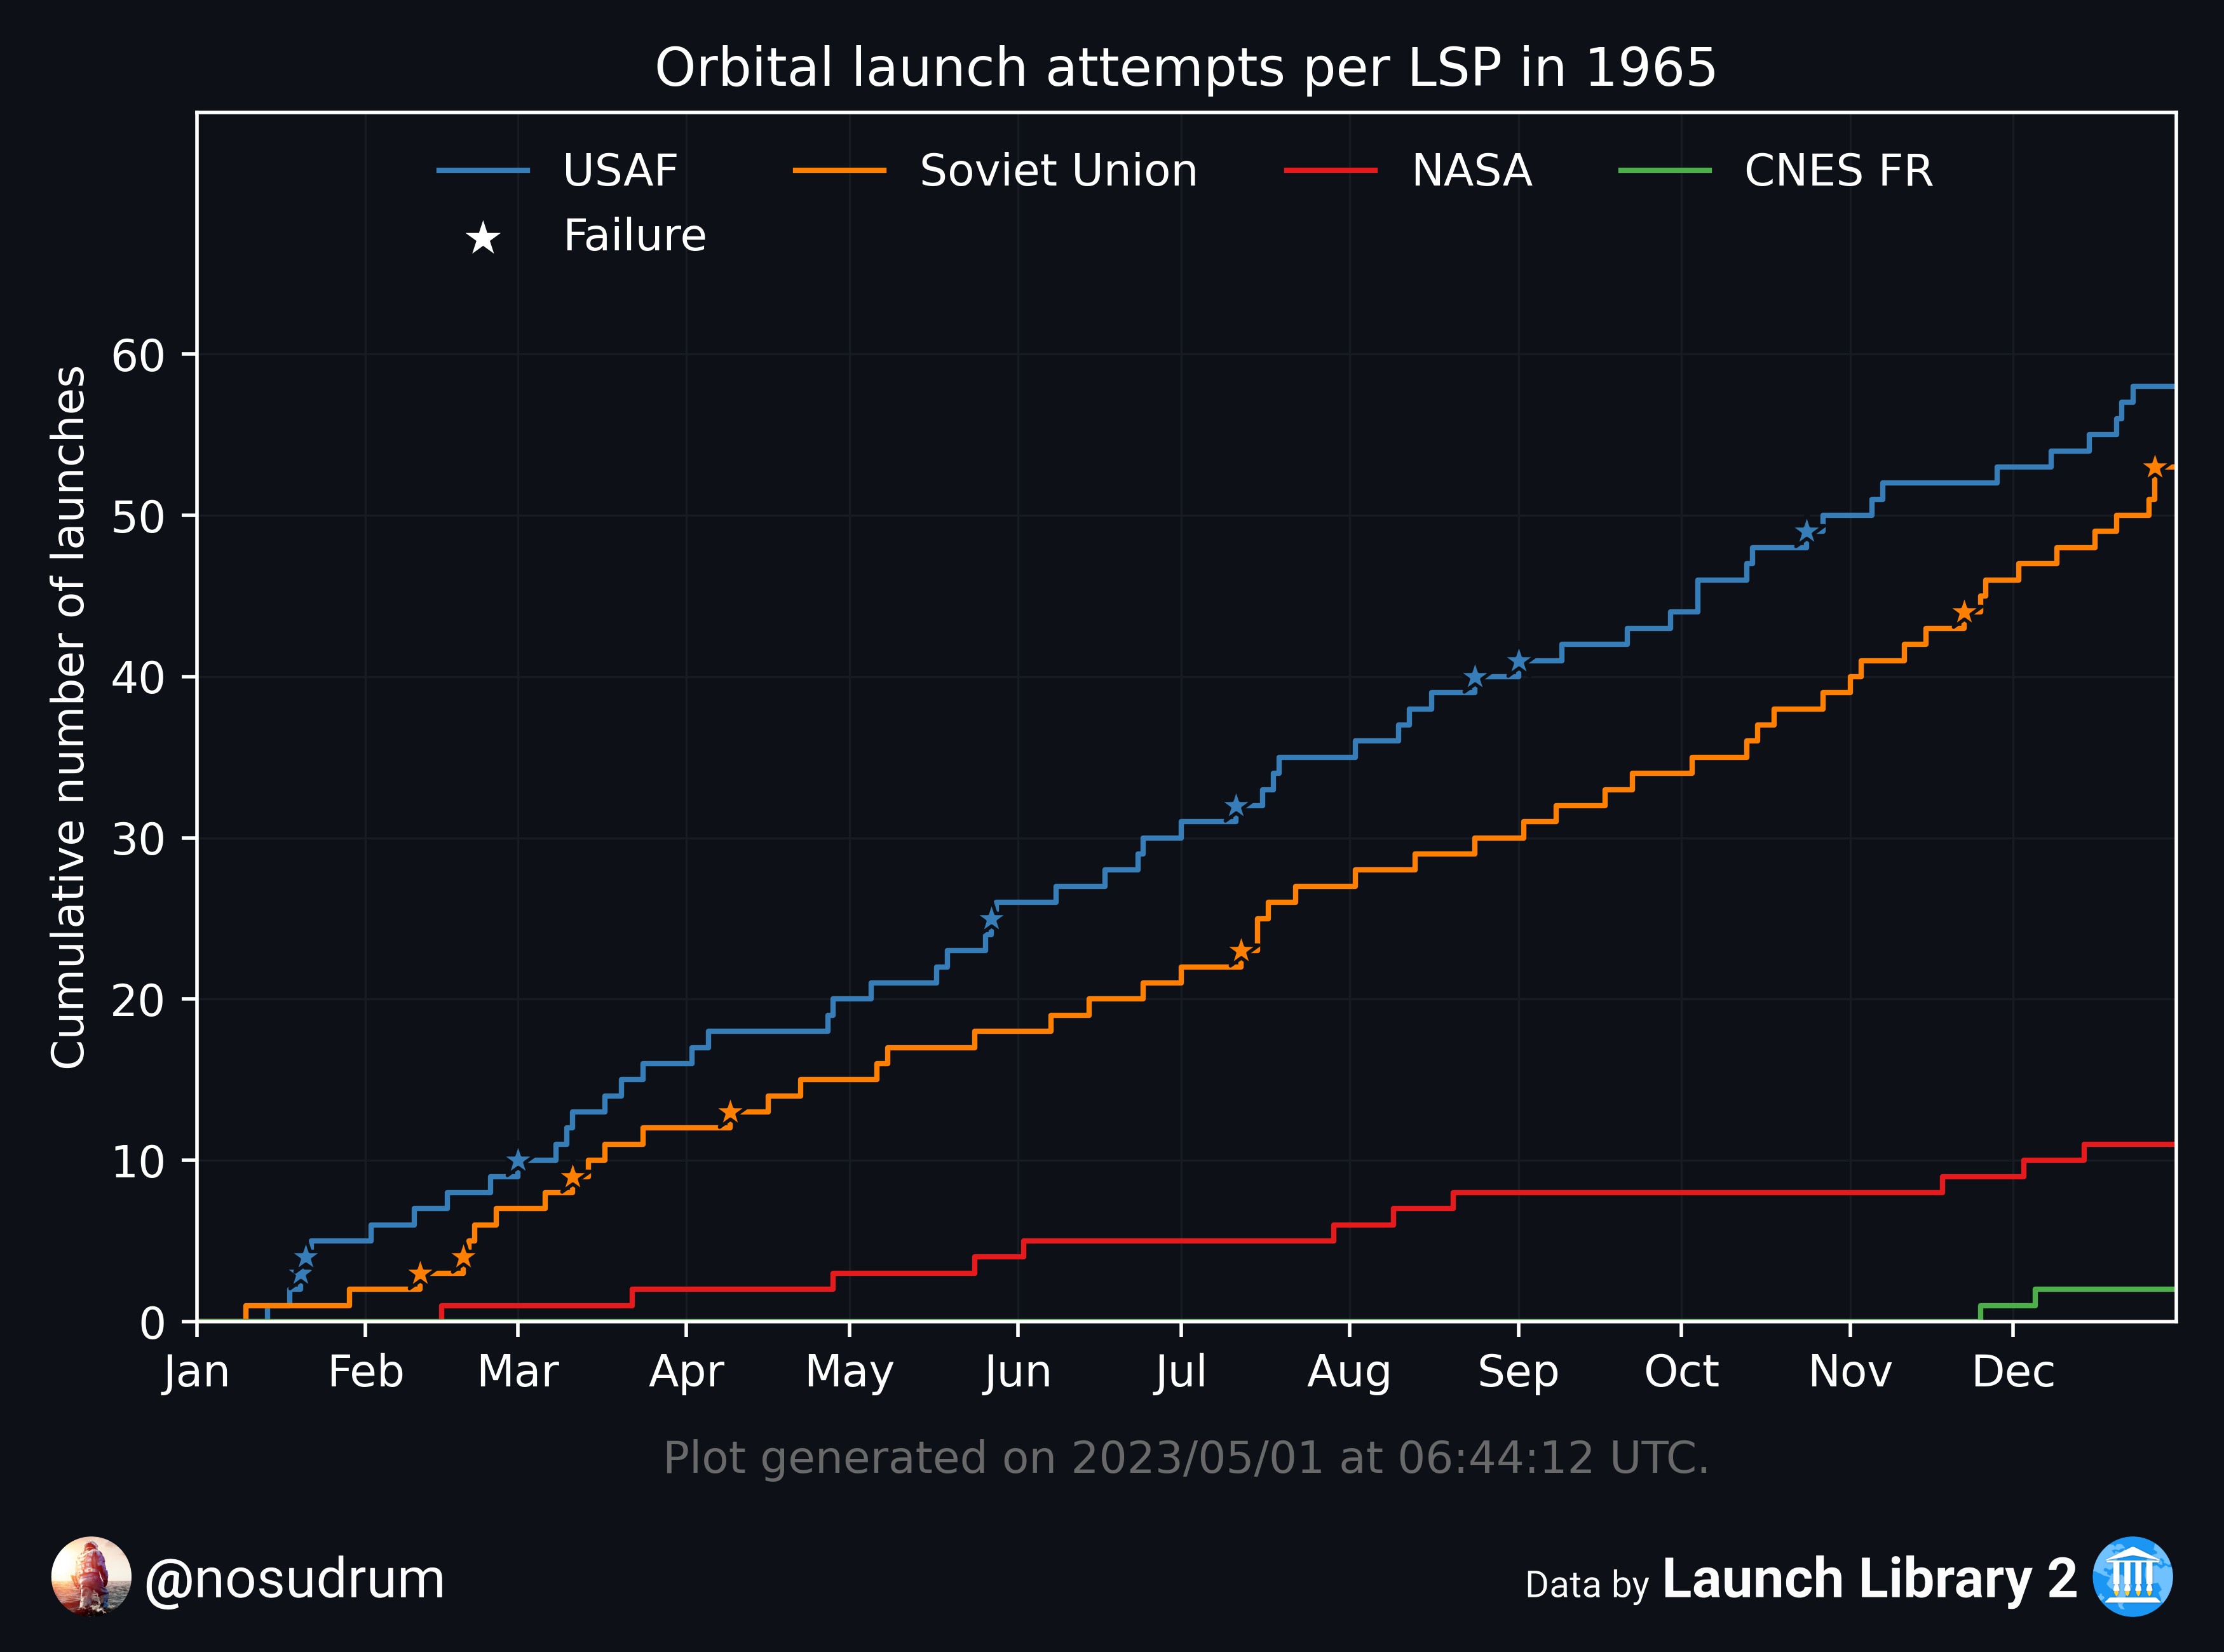 Orbital launch attempts per LSP in 1965
USAF Soviet Union NASA CNES FR
Failure
Cumulative number of launches
60
50
40
30
20
10
0
Jan Feb Mar Apr May Jun Jul Aug Sep Oct Nov Dec
Plot generated on 2023/05/01 at 06:44:12 UTC.
@nosudrum
Data by Launch Library 2